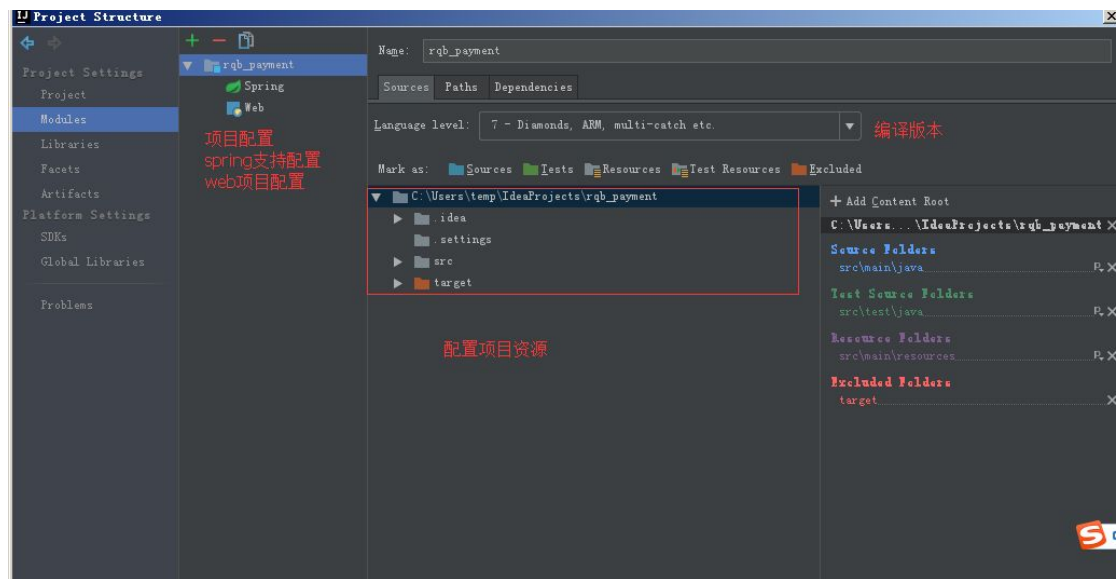 Project Structure
Project Settings
Project
Modules
Libraries
Facets
Artifacts
Platform Settings
SDKs
Global Libraries
Problems
rqb_payment
Spring
Web
项目配置
spring支持配置
web项目配置
Name: rqb_payment
Sources Paths Dependencies
Language level: 7 - Diamonds, ARM, multi-catch etc.
编译版本
Mark as: Sources Tests Resources Test Resources Excluded
C:\Users\temp\IdeaProjects\rqb_payment
.idea
.settings
src
target
配置项目资源
+ Add Content Root
C:\Users...\IdeaProjects\rqb_payment
Source Folders
src\main\java
Test Source Folders
src\test\java
Resource Folders
src\main\resources
Excluded Folders
target